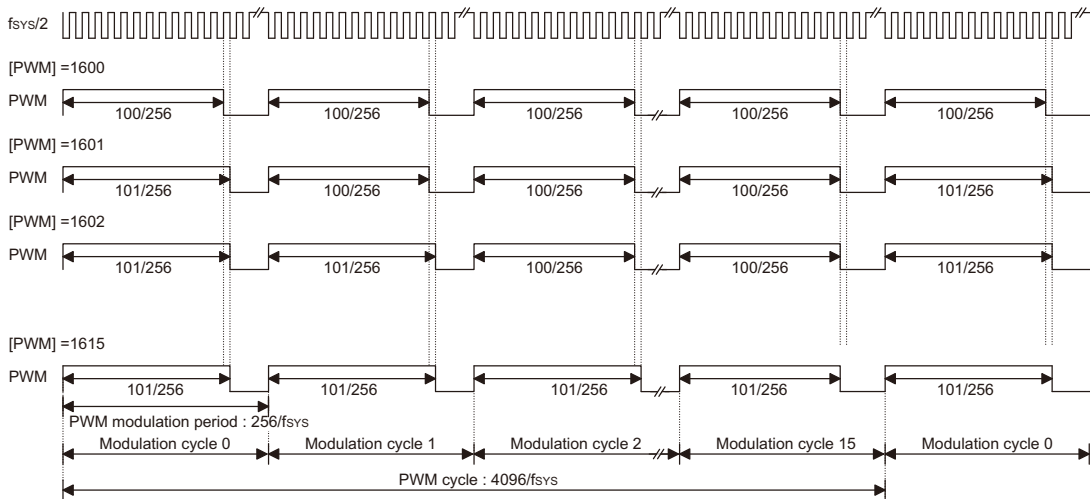 fSYS/2
[PWM] =1600
PWM
100/256 100/256 100/256 100/256 100/256
[PWM] =1601
PWM
101/256 100/256 100/256 100/256 101/256
[PWM] =1602
PWM
101/256 101/256 100/256 100/256 101/256
[PWM] =1615
PWM
101/256 101/256 101/256 101/256 101/256
PWM modulation period : 256/fSYS
Modulation cycle 0 Modulation cycle 1 Modulation cycle 2 Modulation cycle 15 Modulation cycle 0
PWM cycle : 4096/fSYS